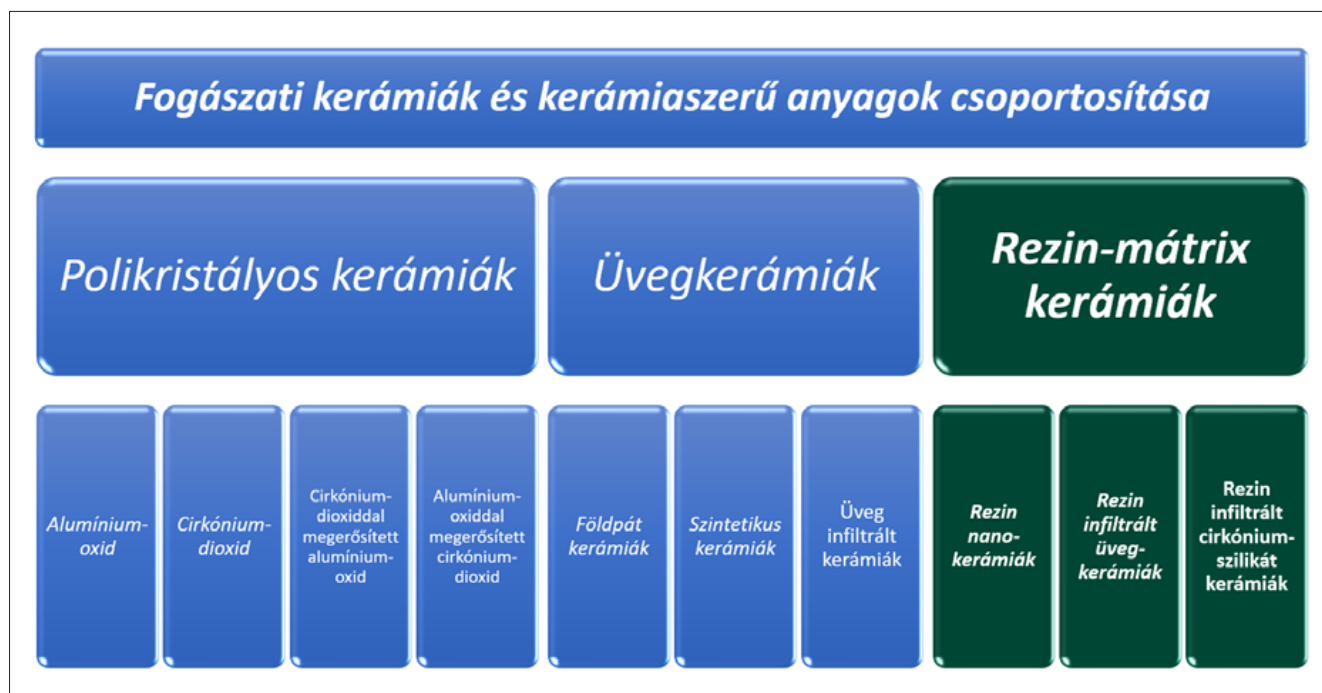 Fogászati kerámiák és kerámiaszerű anyagok csoportosítása
Polikristályos kerámiák
Üvegkerámiák
Rezin-mátrix
kerámiák
Alumínium-
oxid
Cirkónium-
dioxid
Cirkónium-
dioxiddal
megerősített
alumínium-
oxid
Alumínium-
oxiddal
megerősített
cirkónium-
dioxid
Földpát
kerámiák
Szintetikus
kerámiák
Üveg
infiltrált
kerámiák
Rezin
nano-
kerámiák
Rezin
infiltrált
üveg-
kerámiák
Rezin
infiltrált
cirkónium-
szilikát
kerámiák